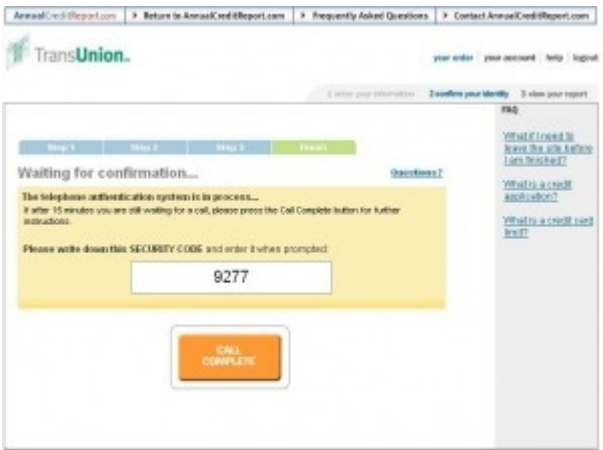 AnnualCreditReport.com
Return to AnnualCreditReport.com
Frequently Asked Questions
Contact AnnualCreditReport.com
TransUnion.
your order your account help logout
1 enter your information 2 confirm your identity 3 view your report
FAQ
What if I need to
leave the site before
I am finished?
What is a credit
application?
What is a credit card
limit?
Step 1 Step 2 Step 3 Finish
Waiting for confirmation...
Questions?
The telephone authentication system is in process...
If after 15 minutes you are still waiting for a call, please press the Call Complete button for further
instructions.
Please write down this SECURITY CODE and enter it when prompted:
9277
CALL
COMPLETE